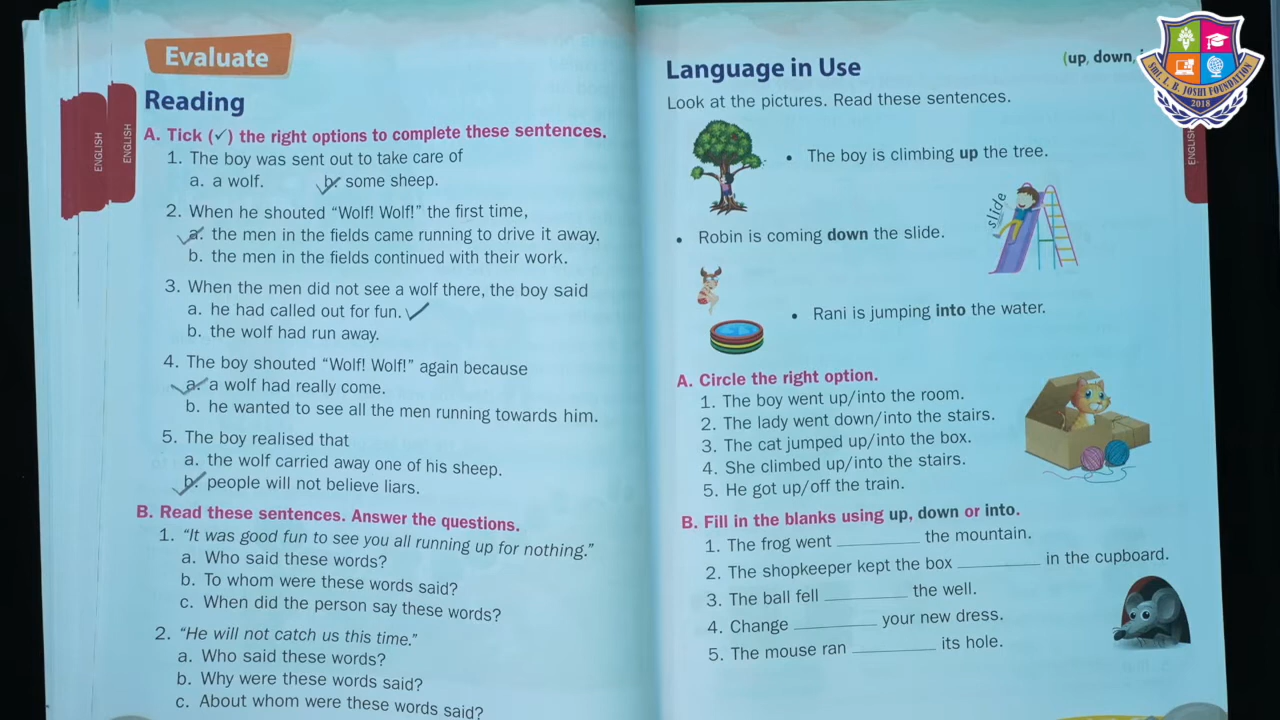 Evaluate
Reading
A. Tick (✓) the right options to complete these sentences.
1. The boy was sent out to take care of
a. a wolf. b. some sheep.
2. When he shouted “Wolf! Wolf!” the first time,
a. the men in the fields came running to drive it away.
b. the men in the fields continued with their work.
3. When the men did not see a wolf there, the boy said
a. he had called out for fun.
b. the wolf had run away.
4. The boy shouted “Wolf! Wolf!” again because
a. a wolf had really come.
b. he wanted to see all the men running towards him.
5. The boy realised that
a. the wolf carried away one of his sheep.
b. people will not believe liars.
B. Read these sentences. Answer the questions.
1. “It was good fun to see you all running up for nothing.”
a. Who said these words?
b. To whom were these words said?
c. When did the person say these words?
2. “He will not catch us this time.”
a. Who said these words?
b. Why were these words said?
c. About whom were these words said?
ENGLISH
ENGLISH
Language in Use
(up, down,
Look at the pictures. Read these sentences.
• The boy is climbing up the tree.
slide
• Robin is coming down the slide.
• Rani is jumping into the water.
A. Circle the right option.
1. The boy went up/into the room.
2. The lady went down/into the stairs.
3. The cat jumped up/into the box.
4. She climbed up/into the stairs.
5. He got up/off the train.
B. Fill in the blanks using up, down or into.
1. The frog went ________ the mountain.
2. The shopkeeper kept the box ________ in the cupboard.
3. The ball fell ________ the well.
4. Change ________ your new dress.
5. The mouse ran ________ its hole.
ENGLISH
SMT. L. B. JOSHI FOUNDATION
2018